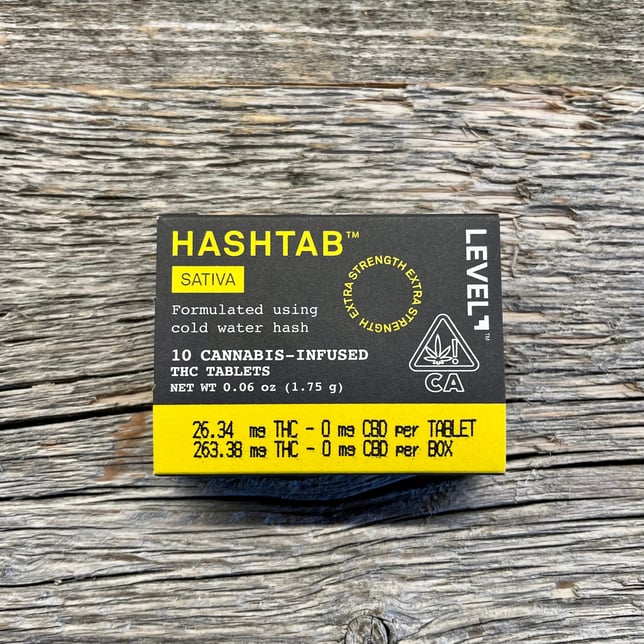 HASHTAB™
SATIVA
Formulated using
cold water hash
10 CANNABIS-INFUSED
THC TABLETS
NET WT 0.06 oz (1.75 g)
EXTRA STRENGTH EXTRA STRENGTH
LEVEL™
!
CA
26.34 mg THC - 0 mg CBD per TABLET
263.38 mg THC - 0 mg CBD per BOX